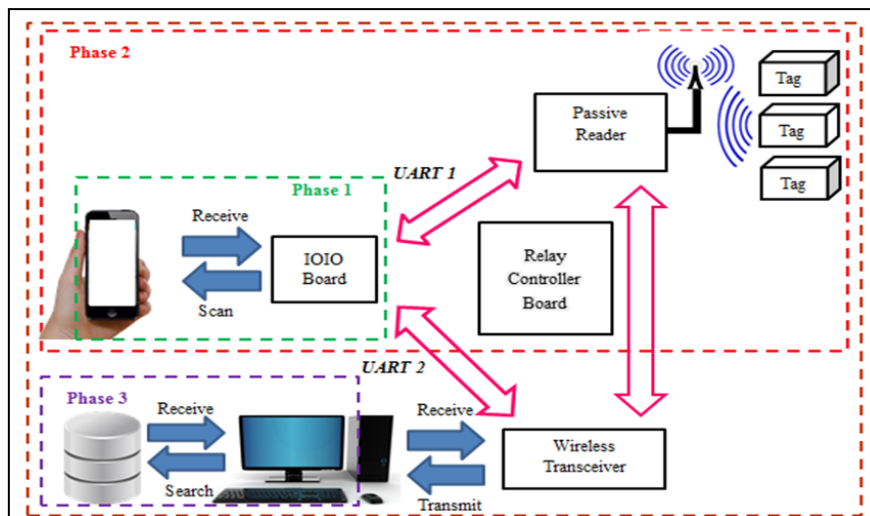 Phase 2
Tag
Passive
Reader
Tag
UART 1
Phase 1
Tag
Receive
IOIO
Board
Relay
Controller
Board
Scan
UART 2
Phase 3
Receive
Receive
Wireless
Transceiver
Search
Transmit